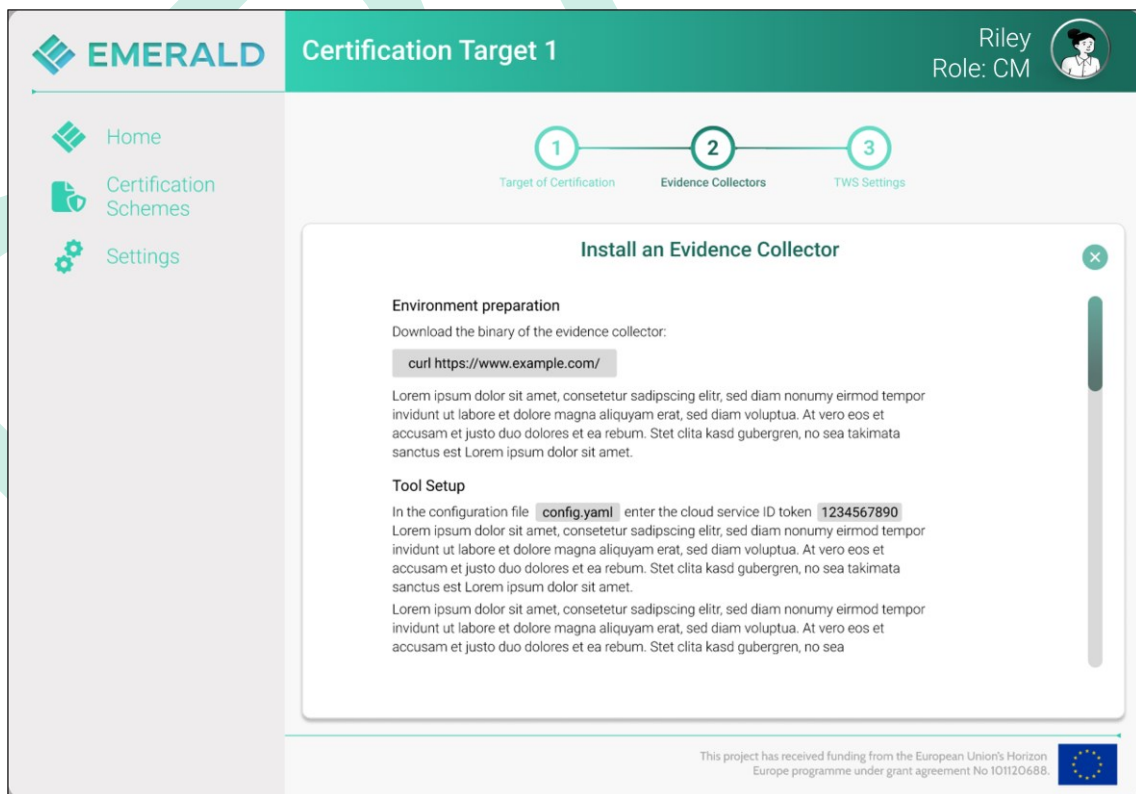 EMERALD
Certification Target 1
Riley
Role: CM
Home
Certification
Schemes
Settings
1
2
3
Target of Certification
Evidence Collectors
TWS Settings
Install an Evidence Collector
Environment preparation
Download the binary of the evidence collector:
curl https://www.example.com/
Lorem ipsum dolor sit amet, consetetur sadipscing elitr, sed diam nonumy eirmod tempor
invidunt ut labore et dolore magna aliquyam erat, sed diam voluptua. At vero eos et
accusam et justo duo dolores et ea rebum. Stet clita kasd gubergren, no sea takimata
sanctus est Lorem ipsum dolor sit amet.
Tool Setup
In the configuration file config.yaml enter the cloud service ID token 1234567890
Lorem ipsum dolor sit amet, consetetur sadipscing elitr, sed diam nonumy eirmod tempor
invidunt ut labore et dolore magna aliquyam erat, sed diam voluptua. At vero eos et
accusam et justo duo dolores et ea rebum. Stet clita kasd gubergren, no sea takimata
sanctus est Lorem ipsum dolor sit amet.
Lorem ipsum dolor sit amet, consetetur sadipscing elitr, sed diam nonumy eirmod tempor
invidunt ut labore et dolore magna aliquyam erat, sed diam voluptua. At vero eos et
accusam et justo duo dolores et ea rebum. Stet clita kasd gubergren, no sea
This project has received funding from the European Union's Horizon
Europe programme under grant agreement No 101120688.